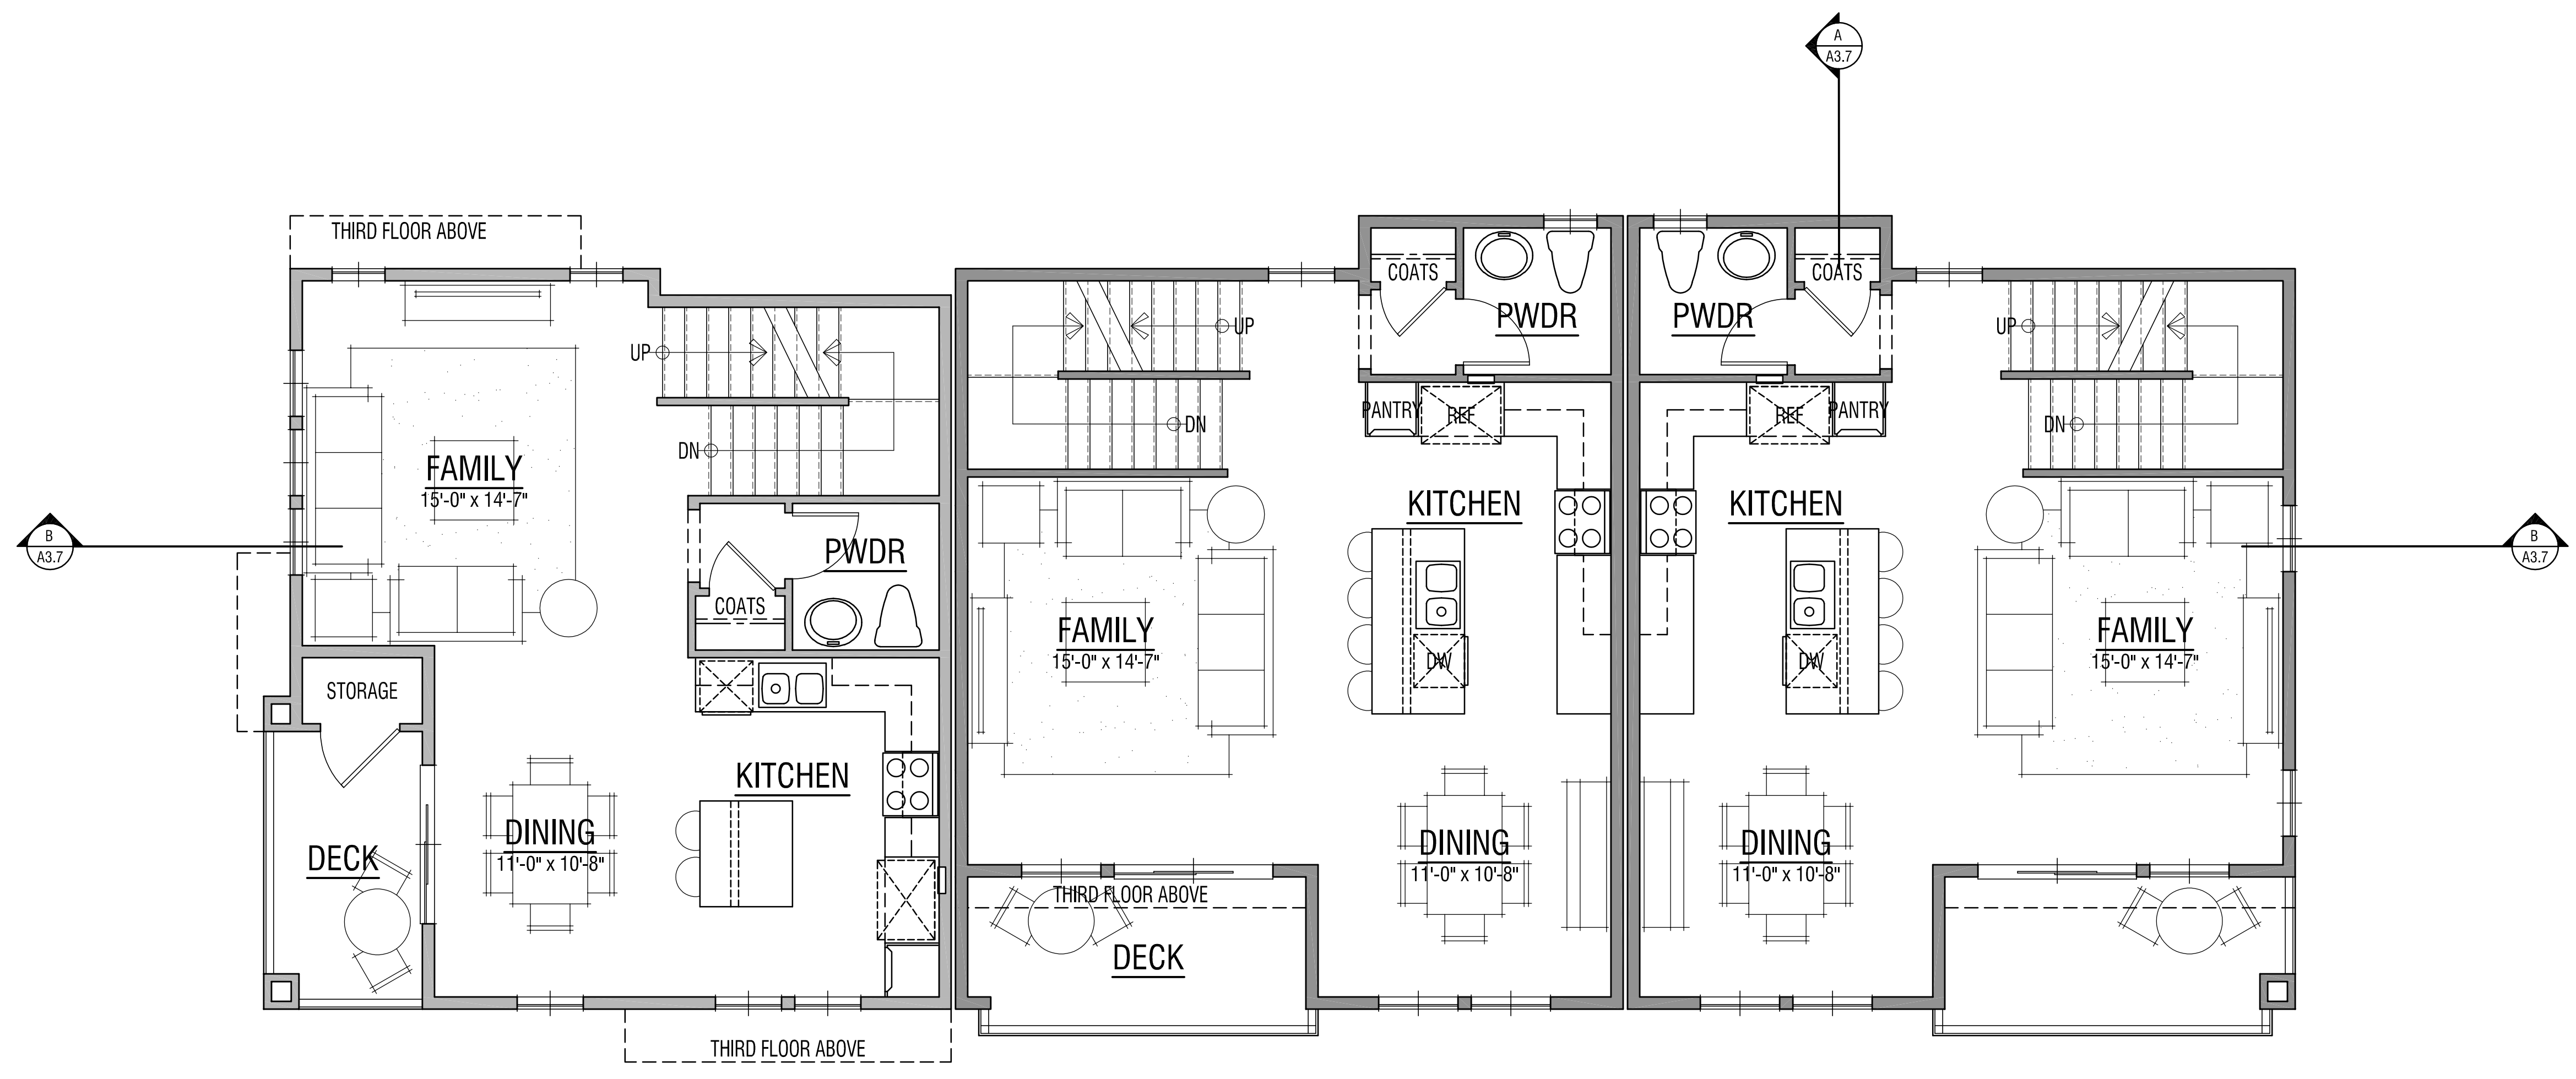 A
A3.7
THIRD FLOOR ABOVE
COATS
PWDR
PWDR
COATS
UP
UP
UP
DN
DN
DN
PANTRY
REF
REF
PANTRY
FAMILY
15'-0" x 14'-7"
KITCHEN
KITCHEN
B
A3.7
B
A3.7
PWDR
COATS
FAMILY
15'-0" x 14'-7"
DW
DW
FAMILY
15'-0" x 14'-7"
STORAGE
KITCHEN
DECK
DINING
11'-0" x 10'-8"
DINING
11'-0" x 10'-8"
DINING
11'-0" x 10'-8"
THIRD FLOOR ABOVE
DECK
THIRD FLOOR ABOVE